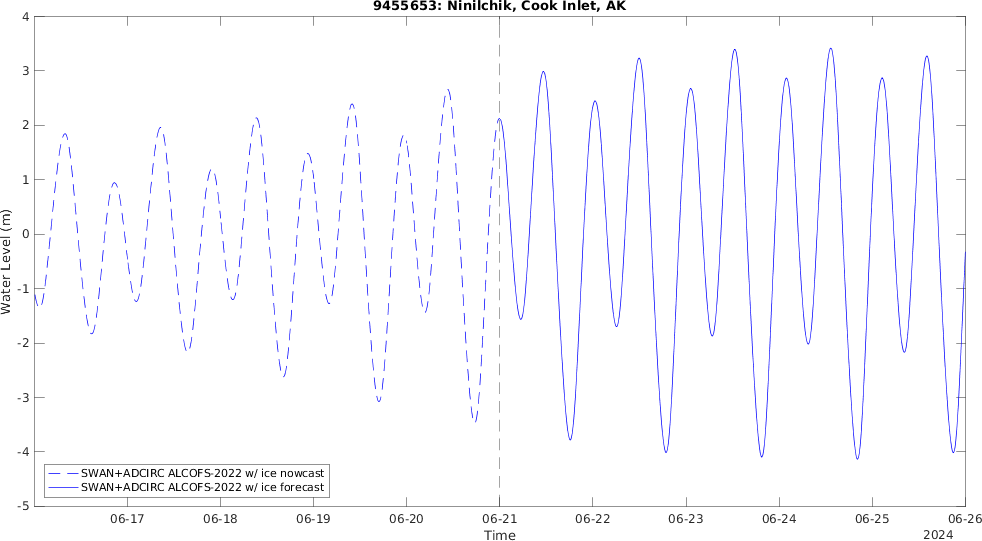 9455653: Ninilchik, Cook Inlet, AK
4
3
2
1
0
-1
-2
-3
-4
-5
Water Level (m)
SWAN+ADCIRC ALCOFS-2022 w/ ice nowcast
SWAN+ADCIRC ALCOFS-2022 w/ ice forecast
06-17 06-18 06-19 06-20 06-21 06-22 06-23 06-24 06-25 06-26
Time
2024